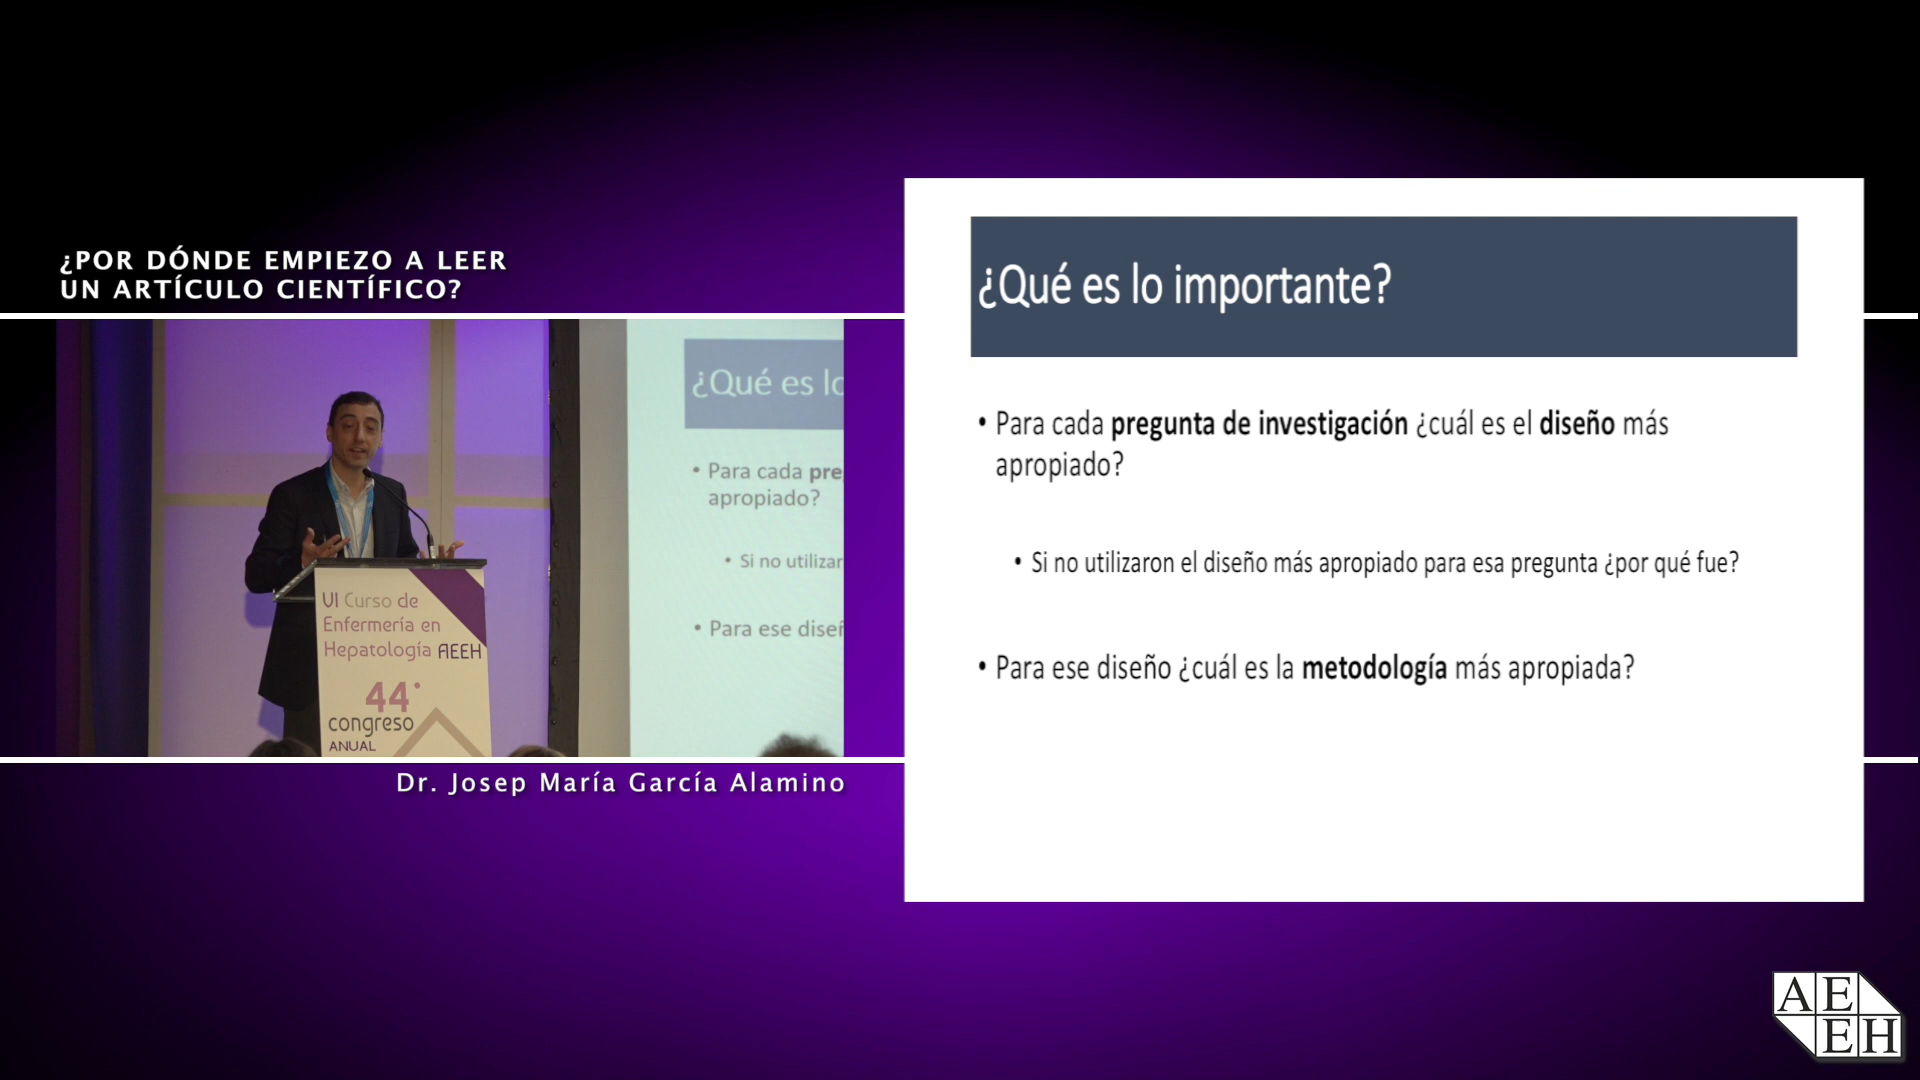 ¿POR DÓNDE EMPIEZO A LEER
UN ARTÍCULO CIENTÍFICO?
¿Qué es lo
• Para cada pre
apropiado?
• Si no utilizar
• Para ese diseñ
VI Curso de
Enfermería en
Hepatología AEEH
44º
congreso
ANUAL
Dr. Josep María García Alamino
¿Qué es lo importante?
• Para cada pregunta de investigación ¿cuál es el diseño más
apropiado?
• Si no utilizaron el diseño más apropiado para esa pregunta ¿por qué fue?
• Para ese diseño ¿cuál es la metodología más apropiada?
AE
EH